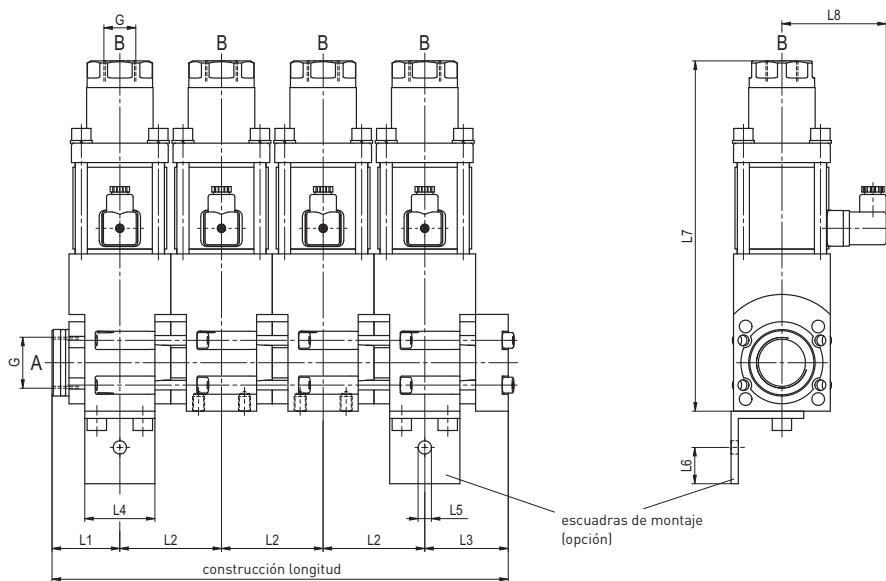 G
B
B
B
B
B
L8
L7
G
A
L6
L4
L5
L1
L2
L2
L2
L3
escuadras de montaje
(opción)
construcción longitud